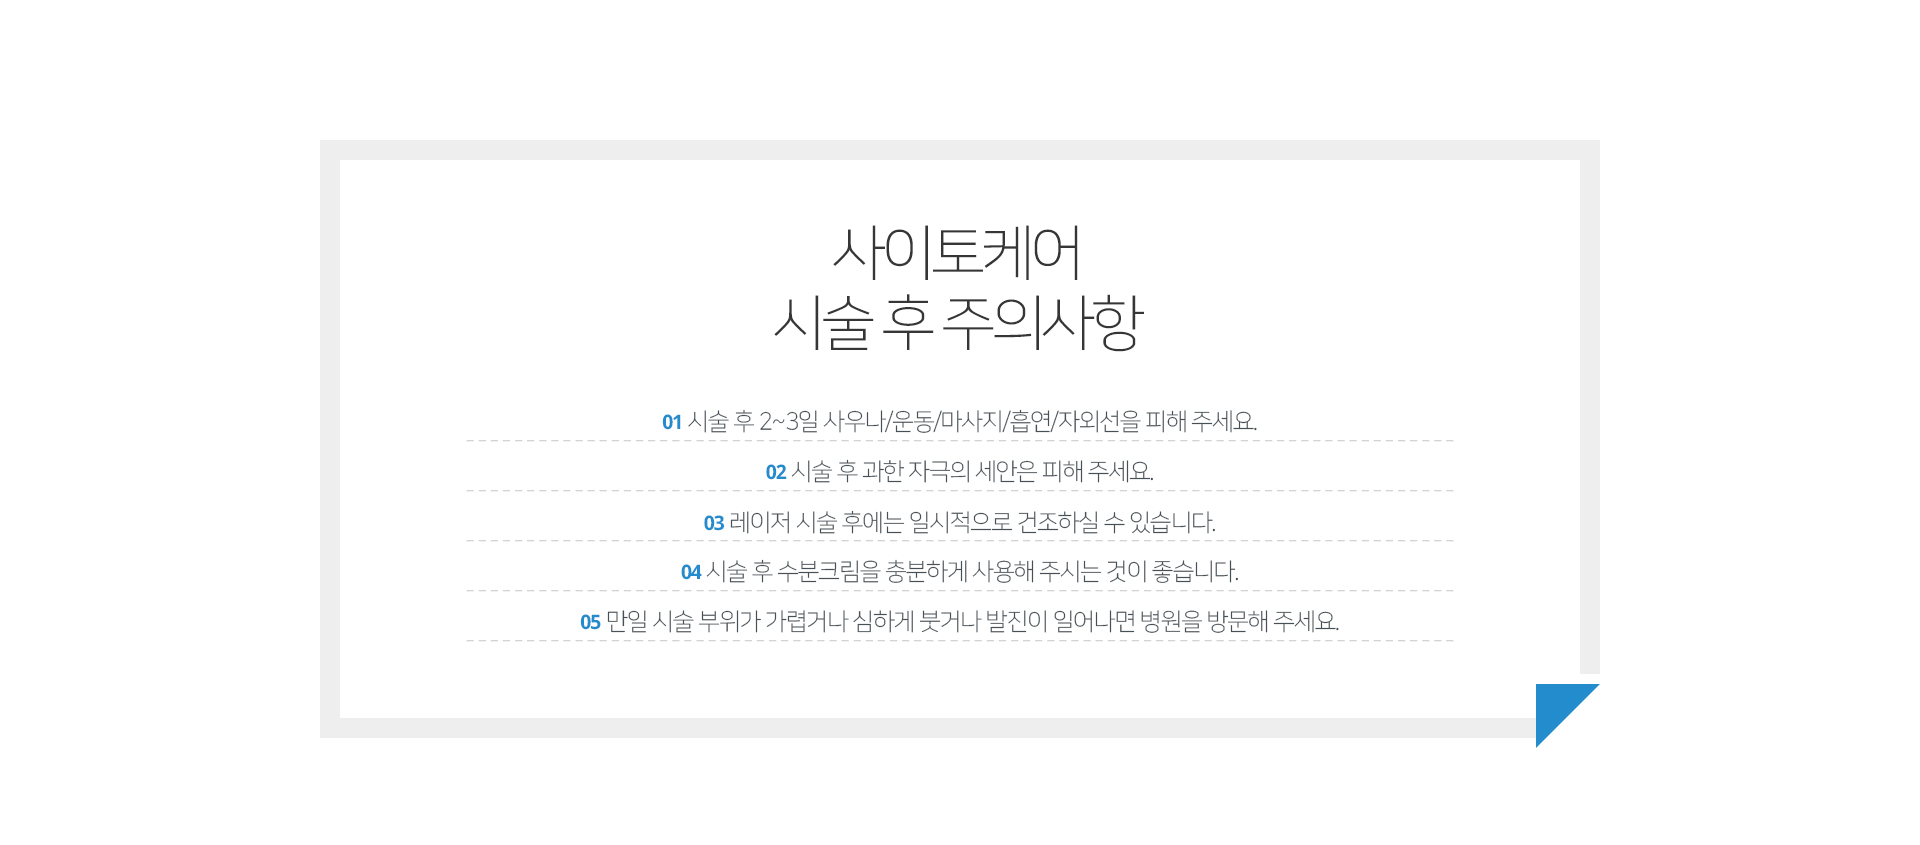 사이토케어
시술 후 주의사항
01 시술 후 2~3일 사우나/운동/마사지/흡연/자외선을 피해 주세요.
02 시술 후 과한 자극의 세안은 피해 주세요.
03 레이저 시술 후에는 일시적으로 건조하실 수 있습니다.
04 시술 후 수분크림을 충분하게 사용해 주시는 것이 좋습니다.
05 만일 시술 부위가 가렵거나 심하게 붓거나 발진이 일어나면 병원을 방문해 주세요.